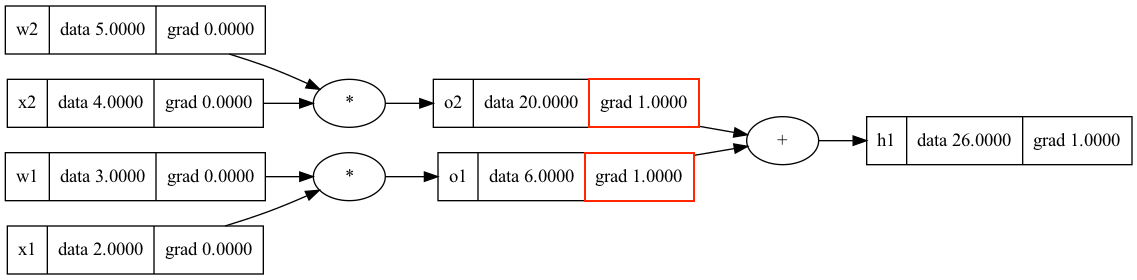 w2 data 5.0000 grad 0.0000
x2 data 4.0000 grad 0.0000
*
o2 data 20.0000 grad 1.0000
w1 data 3.0000 grad 0.0000
*
o1 data 6.0000 grad 1.0000
x1 data 2.0000 grad 0.0000
+
h1 data 26.0000 grad 1.0000